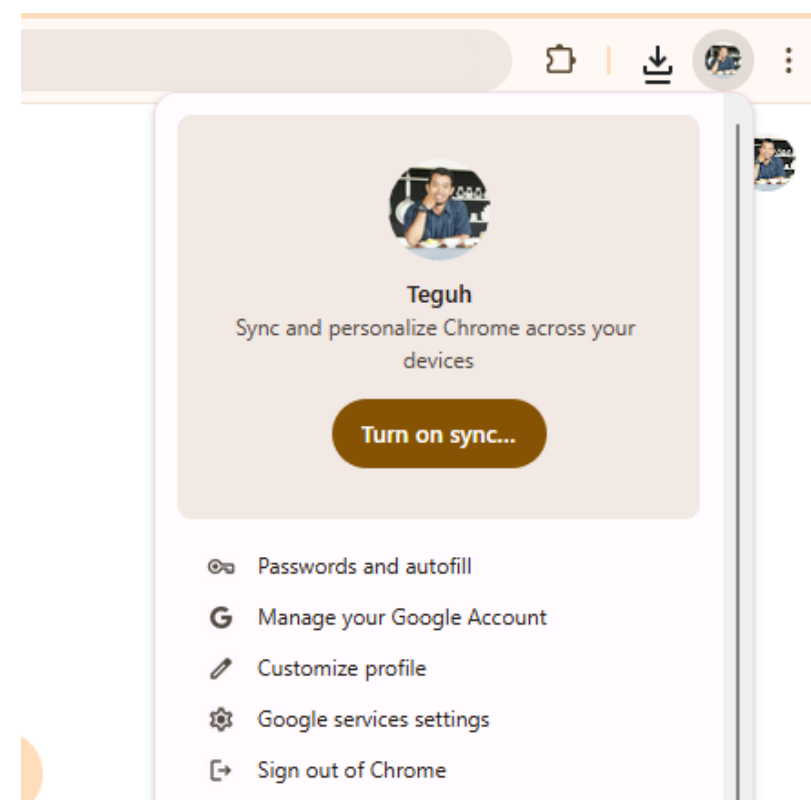 Teguh
Sync and personalize Chrome across your
devices
Turn on sync...
Passwords and autofill
Manage your Google Account
Customize profile
Google services settings
Sign out of Chrome